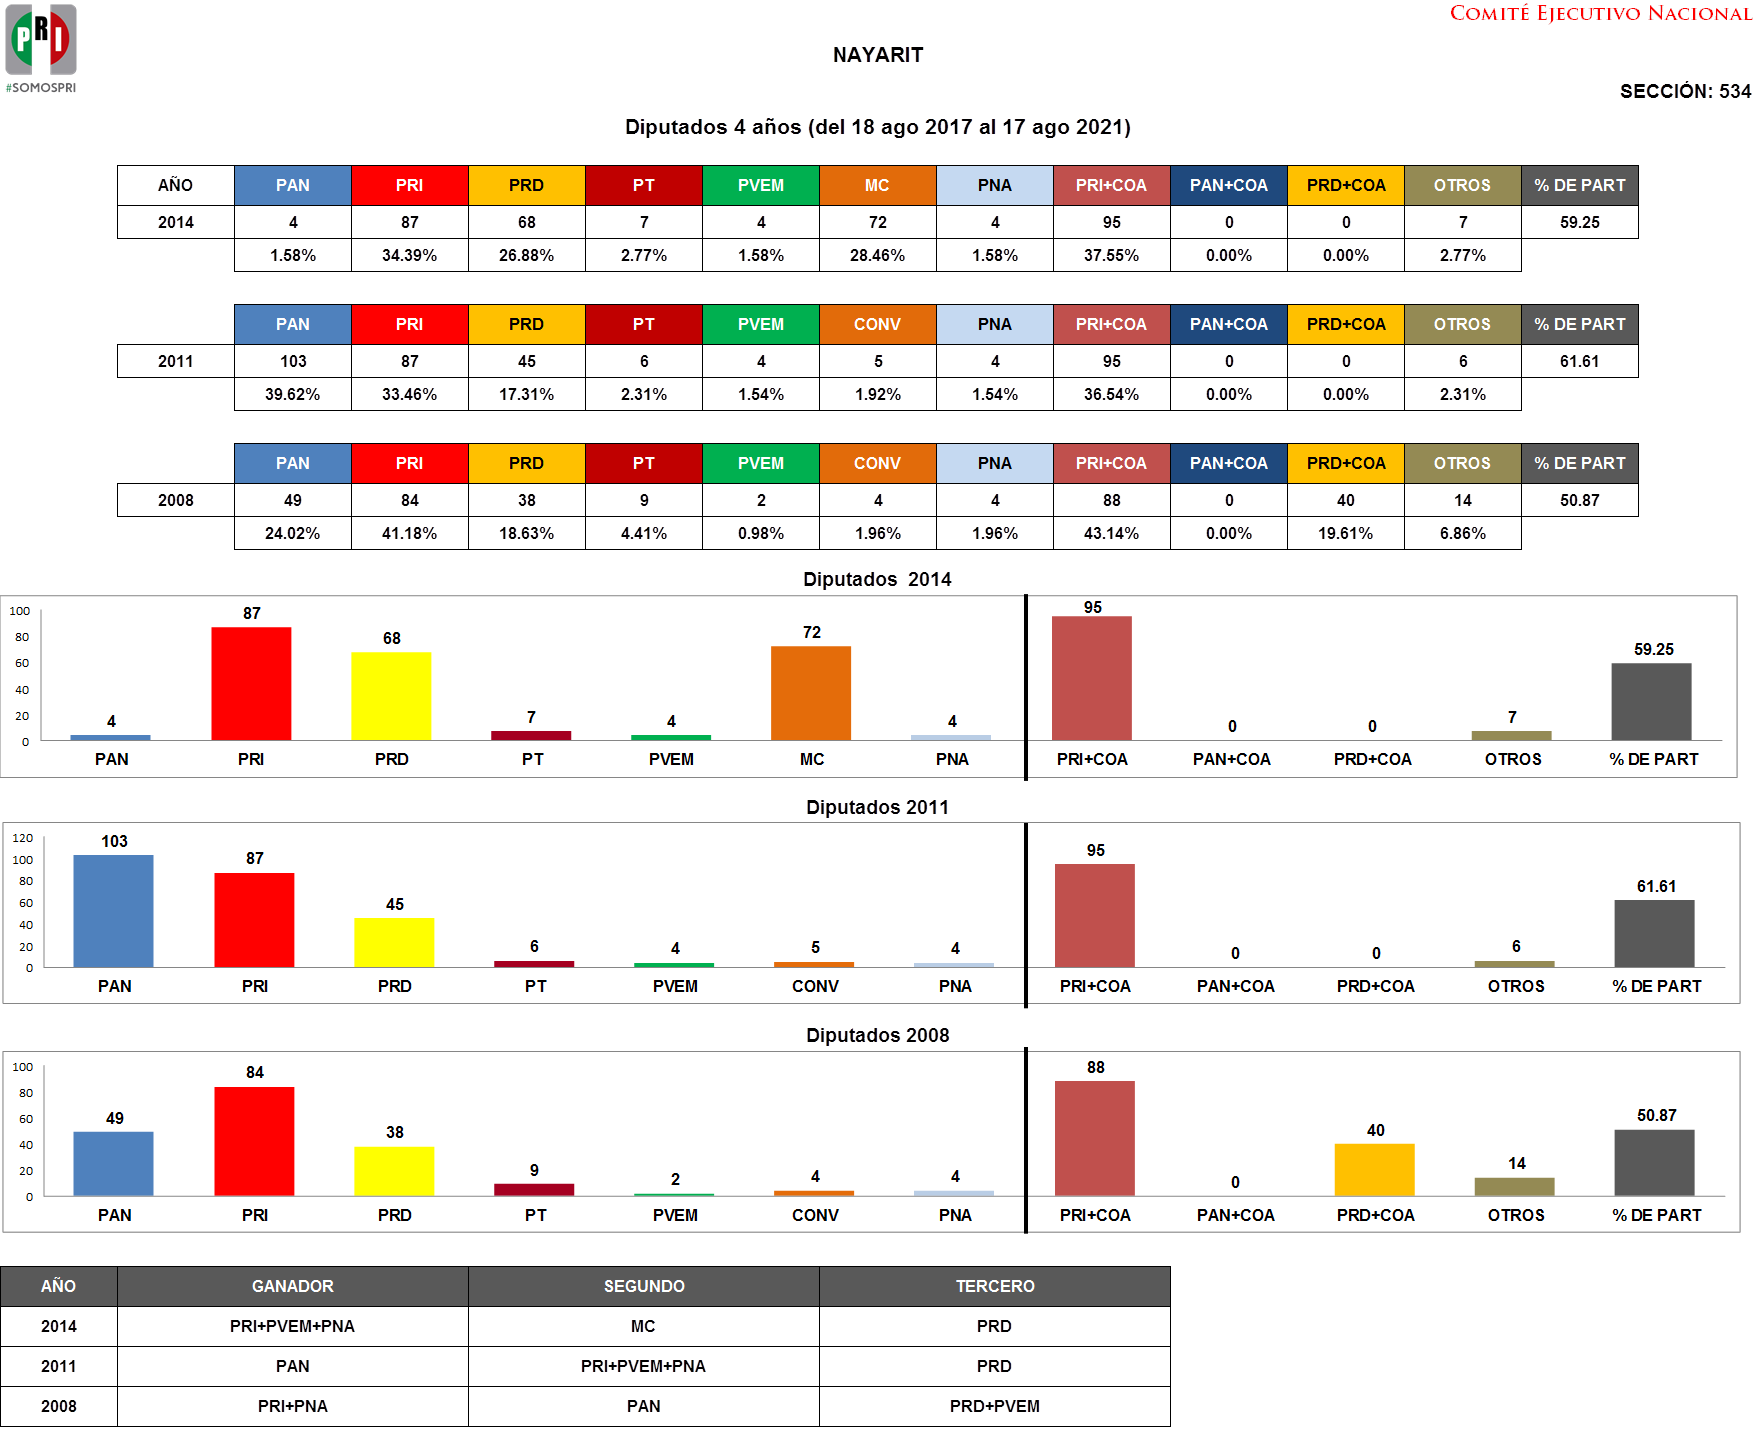 PRI
#SOMOSPRI
COMITÉ EJECUTIVO NACIONAL
NAYARIT
SECCIÓN: 534
Diputados 4 años (del 18 ago 2017 al 17 ago 2021)
AÑO PAN PRI PRD PT PVEM MC PNA PRI+COA PAN+COA PRD+COA OTROS % DE PART
2014 4 87 68 7 4 72 4 95 0 0 7 59.25
1.58% 34.39% 26.88% 2.77% 1.58% 28.46% 1.58% 37.55% 0.00% 0.00% 2.77%
PAN PRI PRD PT PVEM CONV PNA PRI+COA PAN+COA PRD+COA OTROS % DE PART
2011 103 87 45 6 4 5 4 95 0 0 6 61.61
39.62% 33.46% 17.31% 2.31% 1.54% 1.92% 1.54% 36.54% 0.00% 0.00% 2.31%
PAN PRI PRD PT PVEM CONV PNA PRI+COA PAN+COA PRD+COA OTROS % DE PART
2008 49 84 38 9 2 4 4 88 0 40 14 50.87
24.02% 41.18% 18.63% 4.41% 0.98% 1.96% 1.96% 43.14% 0.00% 19.61% 6.86%
Diputados 2014
100
80
60
40
20
0
4 87 68 7 4 72 4 95 0 0 7 59.25
PAN PRI PRD PT PVEM MC PNA PRI+COA PAN+COA PRD+COA OTROS % DE PART
Diputados 2011
120
100
80
60
40
20
0
103 87 45 6 4 5 4 95 0 0 6 61.61
PAN PRI PRD PT PVEM CONV PNA PRI+COA PAN+COA PRD+COA OTROS % DE PART
Diputados 2008
100
80
60
40
20
0
49 84 38 9 2 4 4 88 0 40 14 50.87
PAN PRI PRD PT PVEM CONV PNA PRI+COA PAN+COA PRD+COA OTROS % DE PART
AÑO GANADOR SEGUNDO TERCERO
2014 PRI+PVEM+PNA MC PRD
2011 PAN PRI+PVEM+PNA PRD
2008 PRI+PNA PAN PRD+PVEM